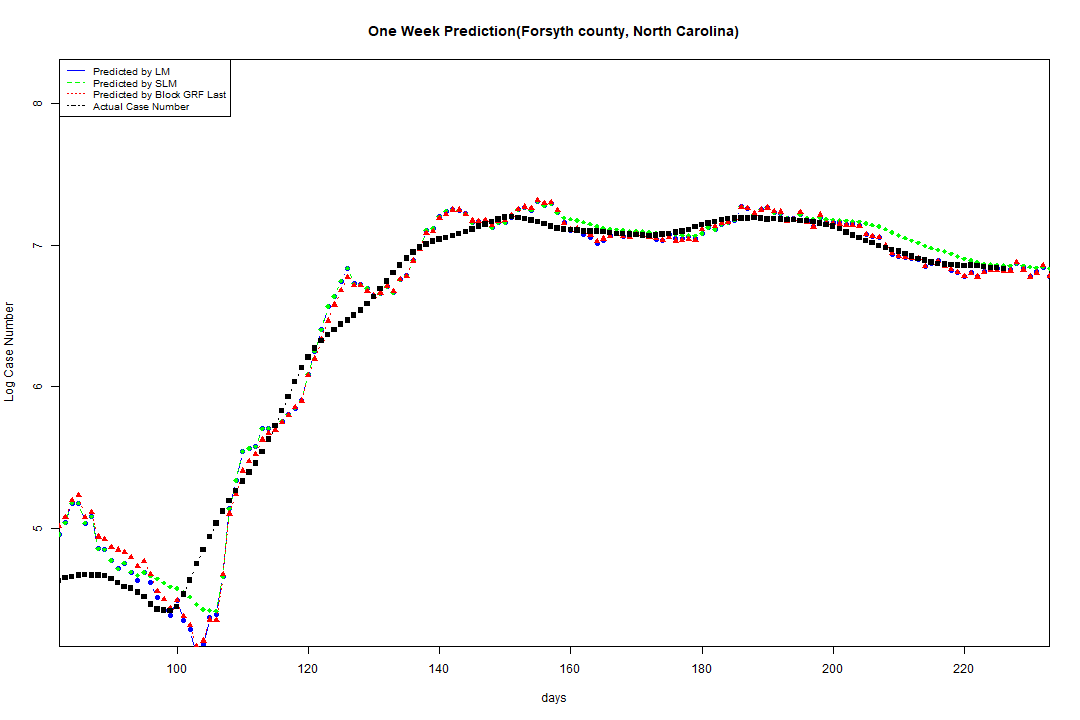 One Week Prediction(Forsyth county, North Carolina)
Predicted by LM
Predicted by SLM
Predicted by Block GRF Last
Actual Case Number
8
7
6
5
Log Case Number
100 120 140 160 180 200 220
days